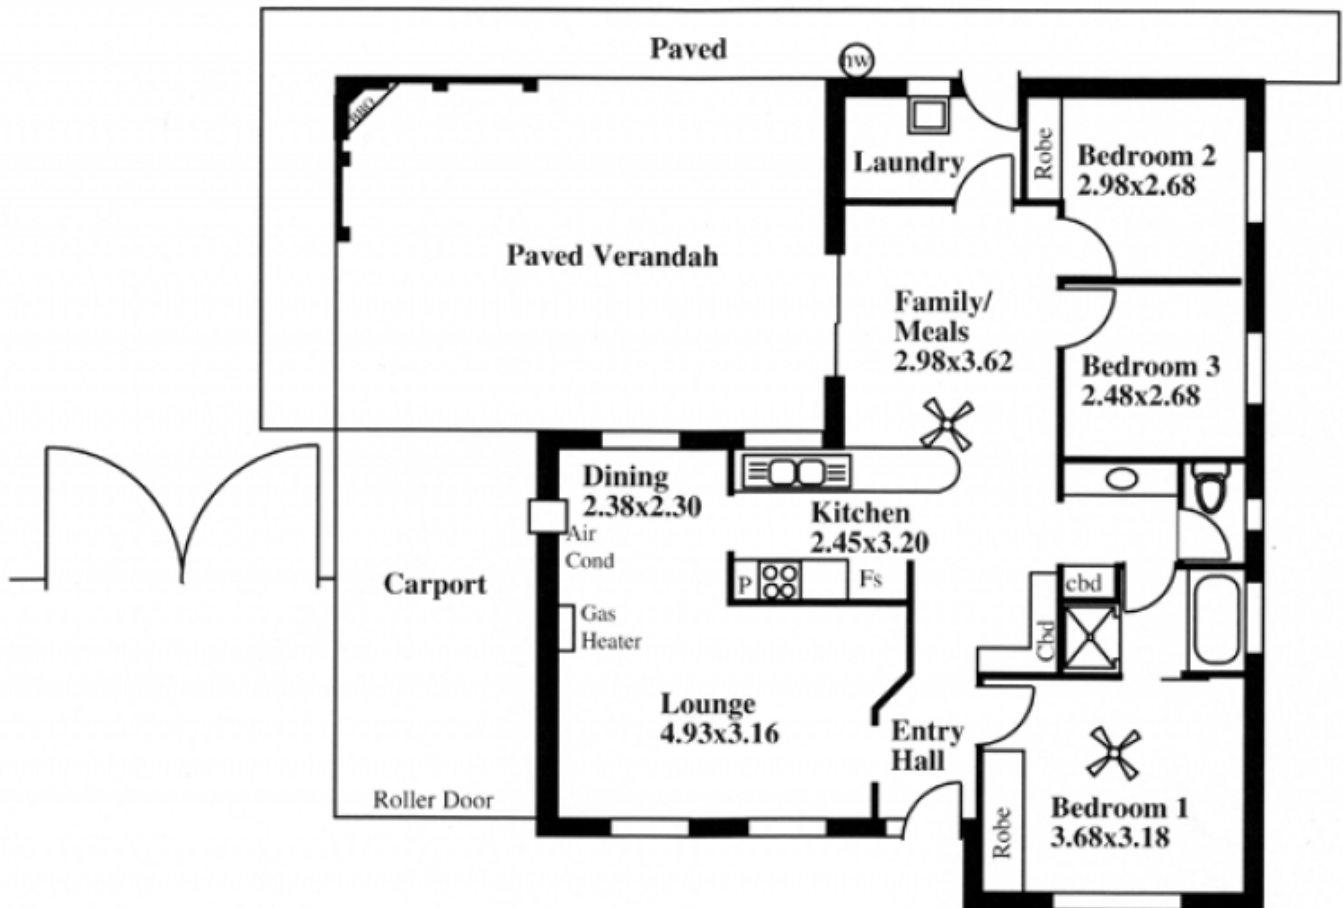 Paved
hw
BBQ
Laundry
Robe
Bedroom 2
2.98x2.68
Paved Verandah
Family/
Meals
2.98x3.62
Bedroom 3
2.48x2.68
Dining
2.38x2.30
Air
Cond
Kitchen
2.45x3.20
P
Fs
cbd
Carport
Gas
Heater
Cbd
Lounge
4.93x3.16
Entry
Hall
Roller Door
Robe
Bedroom 1
3.68x3.18